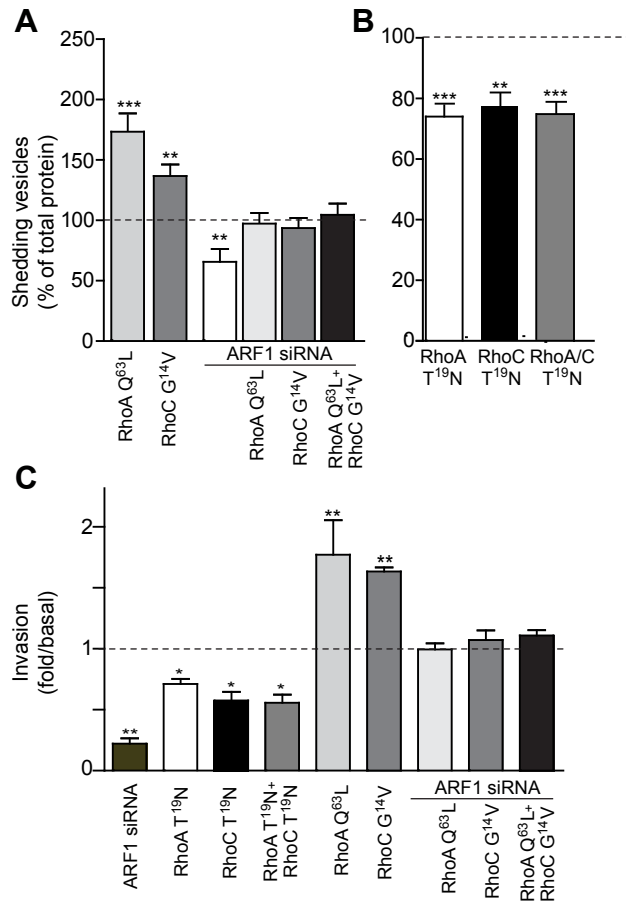 A
Shedding vesicles
(% of total protein)
250
200
150
100
50
0
***
**
**
RhoA Q63L
RhoC G14V
ARF1 siRNA
RhoA Q63L
RhoC G14V
RhoA Q63L+
RhoC G14V
B
100
80
60
40
20
0
***
**
***
RhoA
T19N
RhoC
T19N
RhoA/C
T19N
C
Invasion
(fold/basal)
2
1
0
**
*
*
*
**
**
ARF1 siRNA
RhoA T19N
RhoC T19N
RhoA T19N+
RhoC T19N
RhoA Q63L
RhoC G14V
ARF1 siRNA
RhoA Q63L
RhoC G14V
RhoA Q63L+
RhoC G14V